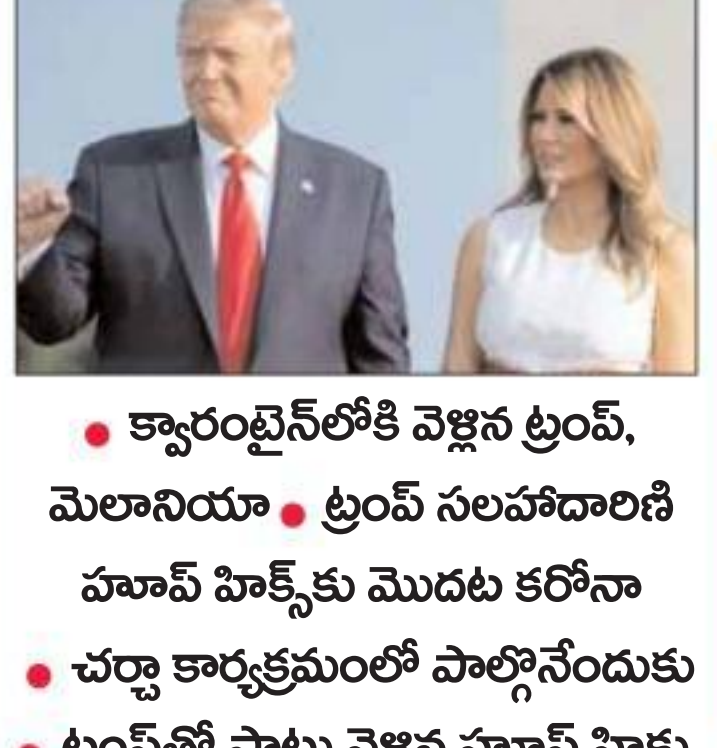 ● క్వారంటైన్‌లోకి వెళ్లిన ట్రంప్,
మెలానియా ● ట్రంప్ సలహాదారిణి
హూప్ హిక్స్‌కు మొదట కరోనా
● చర్చా కార్యక్రమంలో పాల్గొనేందుకు
● ట్రంప్‌తో పాటు వెళిన హూప్ హిక్సు